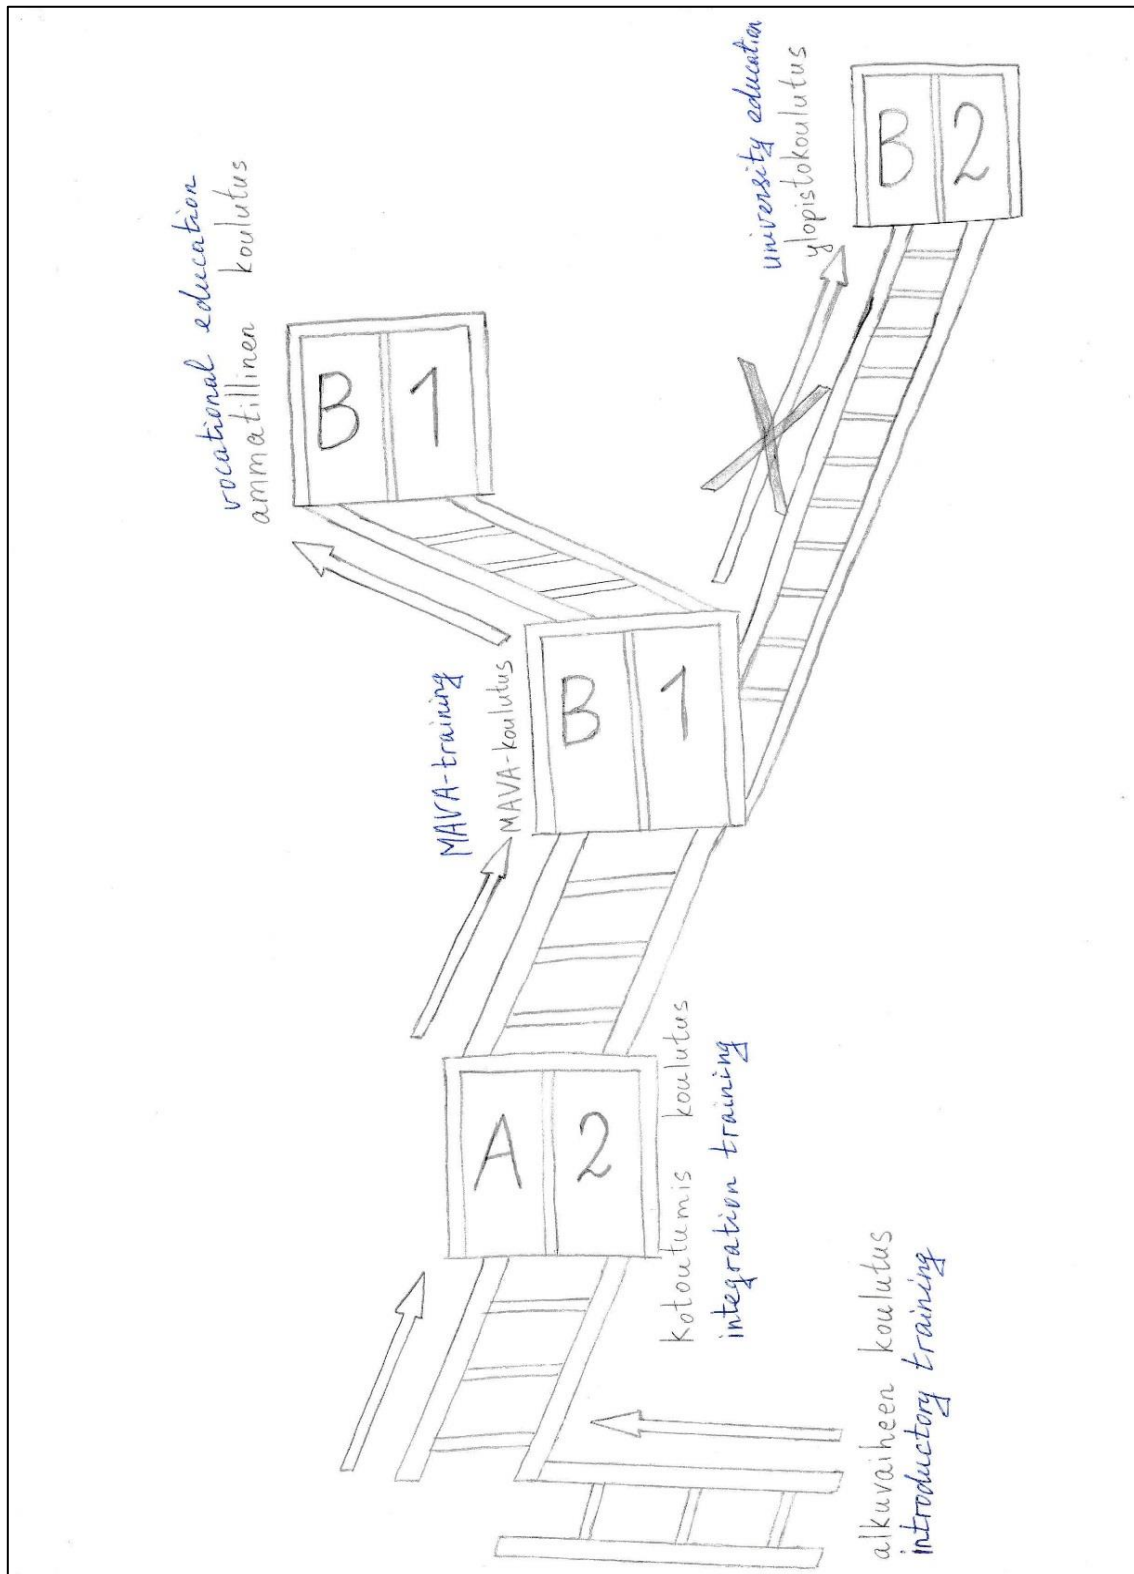 vocational education
ammatillinen koulutus
B
1
MAVA-training
MAVA-koulutus
B
1
A
2
kotoutumis koulutus
integration training
university education
ylopistokoulutus
B
2
alkuvaiheen koulutus
introductory training